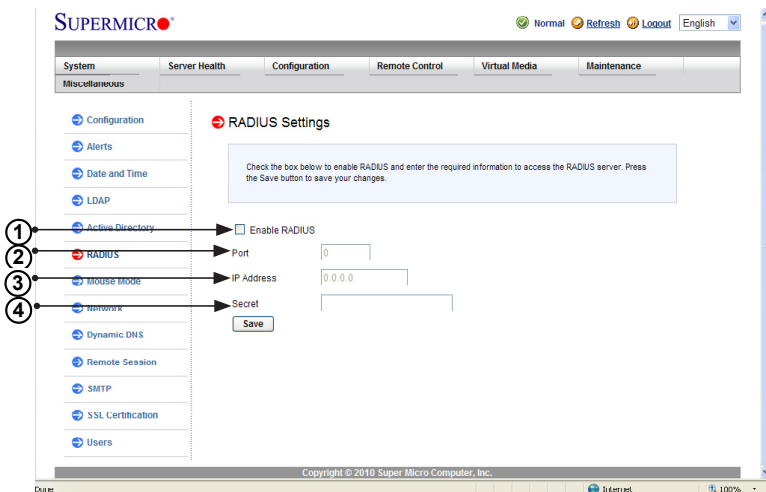 SUPERMICR
Normal Refresh Logout English
System Server Health Configuration Remote Control Virtual Media Maintenance
Miscellaneous
Configuration
Alerts
Date and Time
LDAP
Active Directory
RADIUS
Mouse Mode
Network
Dynamic DNS
Remote Session
SMTP
SSL Certification
Users
RADIUS Settings
Check the box below to enable RADIUS and enter the required information to access the RADIUS server. Press
the Save button to save your changes.
1 Enable RADIUS
2 Port 0
3 IP Address 0.0.0.0
4 Secret
Save
Copyright © 2010 Super Micro Computer, Inc.
Done Internet 100%